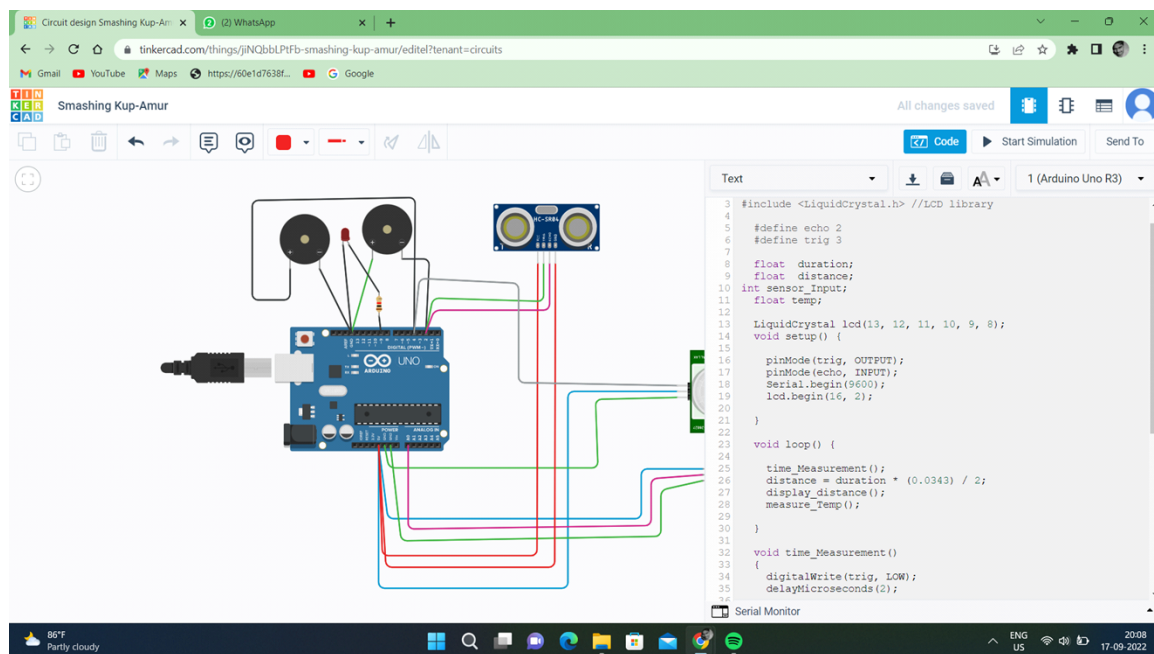 Circuit design Smashing Kup-Am
(2) WhatsApp
tinkercad.com/things/jiNQbbLPtFb-smashing-kup-amur/editel?tenant=circuits
Gmail YouTube Maps https://60e1d7638f... Google
TINKERCAD Smashing Kup-Amur All changes saved
Code Start Simulation Send To
Text 1 (Arduino Uno R3)
3 #include <LiquidCrystal.h> //LCD library
4
5 #define echo 2
6 #define trig 3
7
8 float duration;
9 float distance;
10 int sensor_Input;
11 float temp;
12
13 LiquidCrystal lcd(13, 12, 11, 10, 9, 8);
14 void setup() {
15
16 pinMode(trig, OUTPUT);
17 pinMode(echo, INPUT);
18 Serial.begin(9600);
19 lcd.begin(16, 2);
20
21 }
22
23 void loop() {
24
25 time_Measurement();
26 distance = duration * (0.0343) / 2;
27 display_distance();
28 measure_Temp();
29
30 }
31
32 void time_Measurement()
33 {
34 digitalWrite(trig, LOW);
35 delayMicroseconds(2);
36
Serial Monitor
HC-SR04
DIGITAL (PWM~)
UNO
ARDUINO
POWER ANALOG IN
86°F
Partly cloudy
ENG
US
20:08
17-09-2022